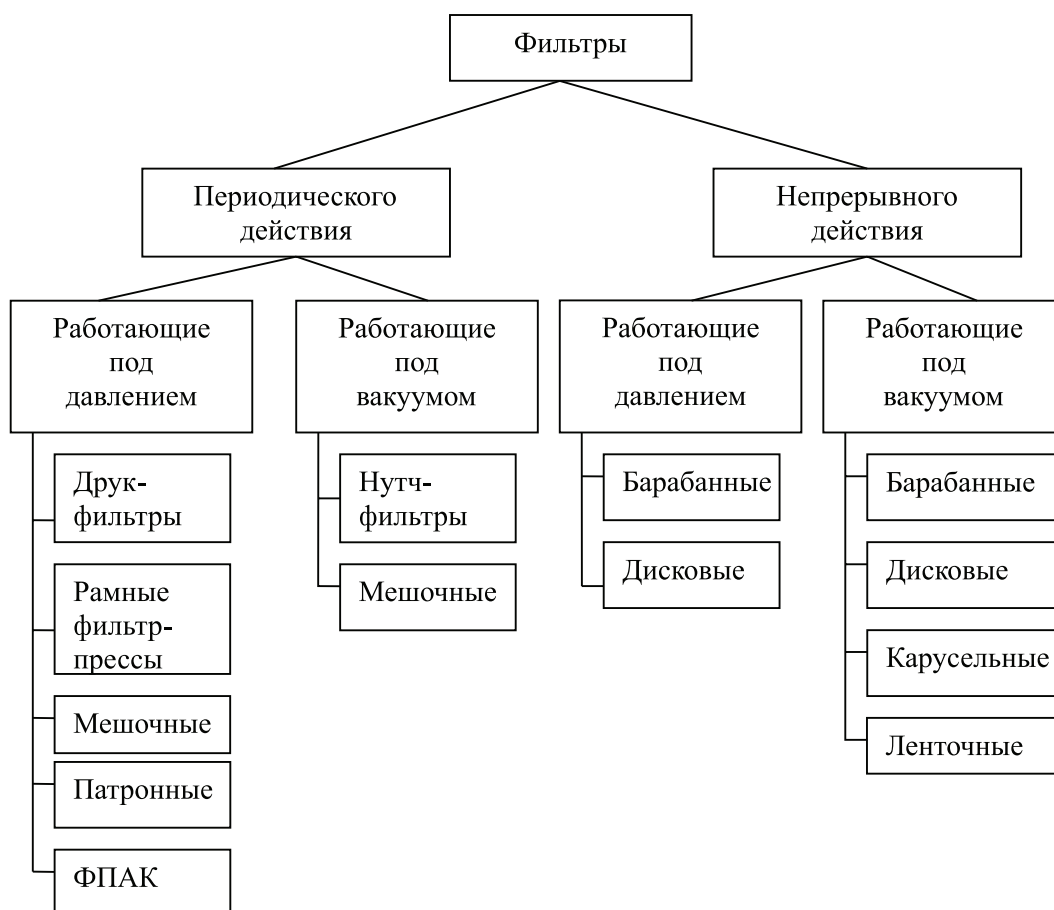 Фильтры
Периодического
действия
Непрерывного
действия
Работающие
под
давлением
Работающие
под
вакуумом
Работающие
под
давлением
Работающие
под
вакуумом
Друк-
фильтры
Рамные
фильтр-
прессы
Мешочные
Патронные
ФПАК
Нутч-
фильтры
Мешочные
Барабанные
Дисковые
Барабанные
Дисковые
Карусельные
Ленточные